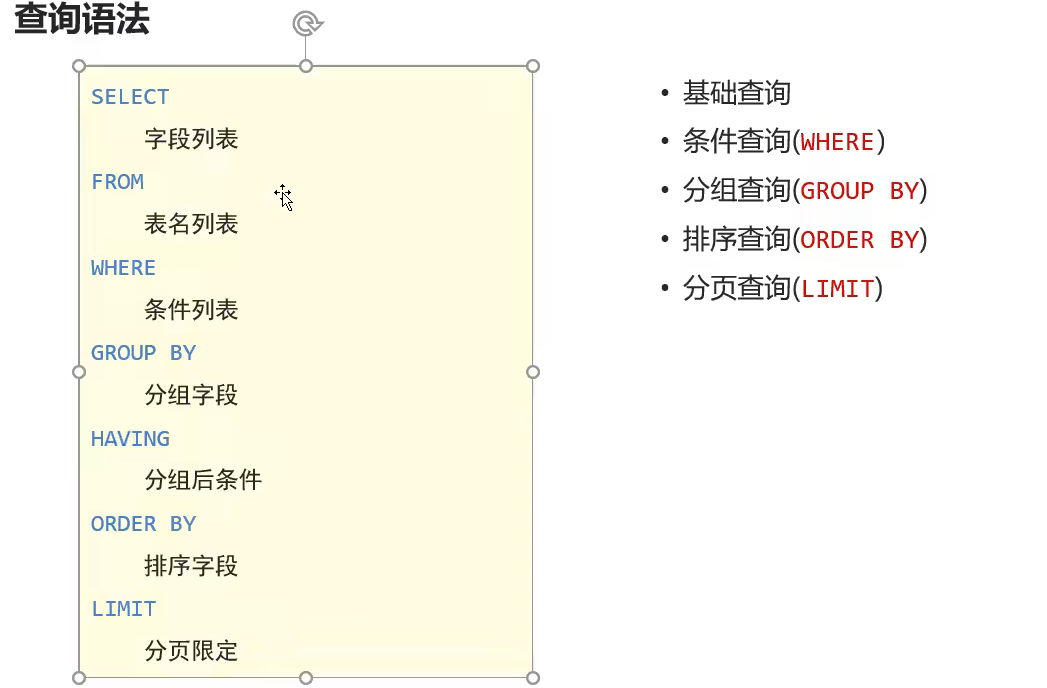 查询语法
SELECT
字段列表
FROM
表名列表
WHERE
条件列表
GROUP BY
分组字段
HAVING
分组后条件
ORDER BY
排序字段
LIMIT
分页限定
• 基础查询
• 条件查询(WHERE)
• 分组查询(GROUP BY)
• 排序查询(ORDER BY)
• 分页查询(LIMIT)